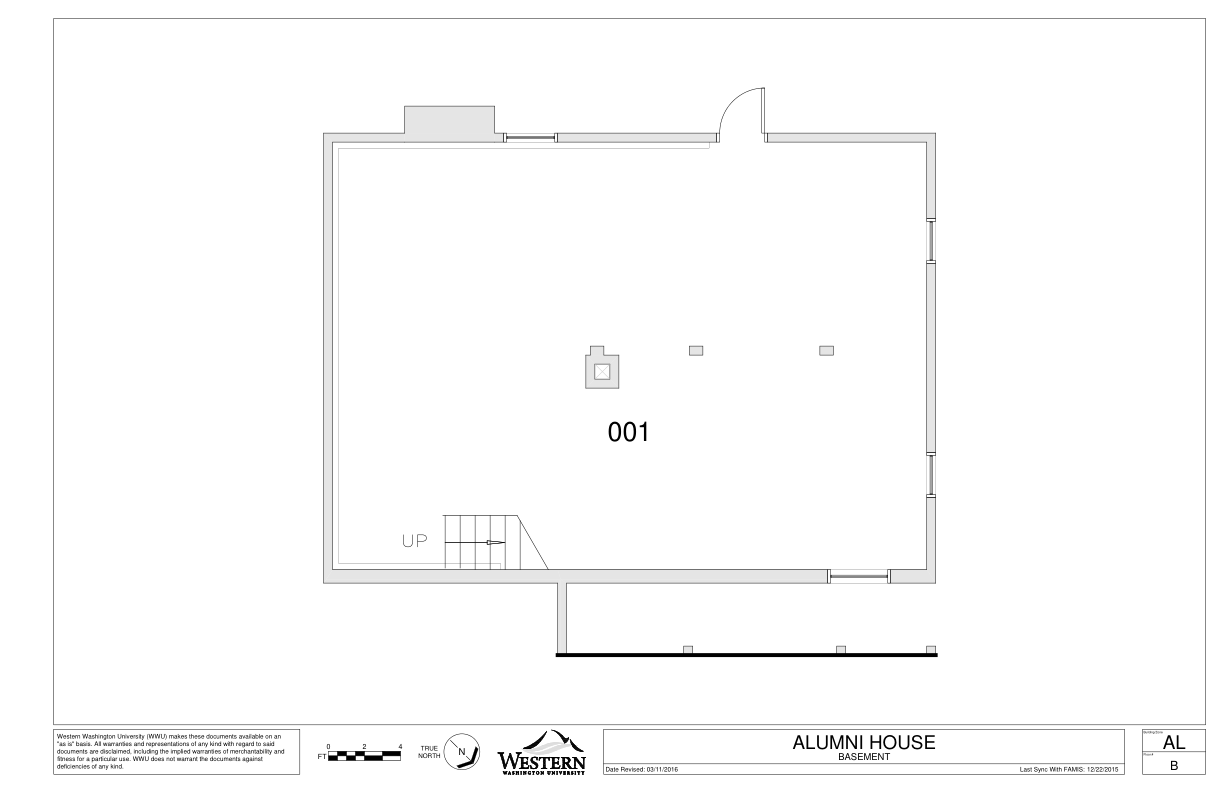 001
UP
Western Washington University (WWU) makes these documents available on an
"as is" basis. All warranties and representations of any kind with regard to said
documents are disclaimed, including the implied warranties of merchantability and
fitness for a particular use. WWU does not warrant the documents against
deficiencies of any kind.
0 2 4
FT
TRUE
NORTH
N
WESTERN
WASHINGTON UNIVERSITY
ALUMNI HOUSE
BASEMENT
Date Revised: 03/11/2016
Last Sync With FAMIS: 12/22/2015
AL
B